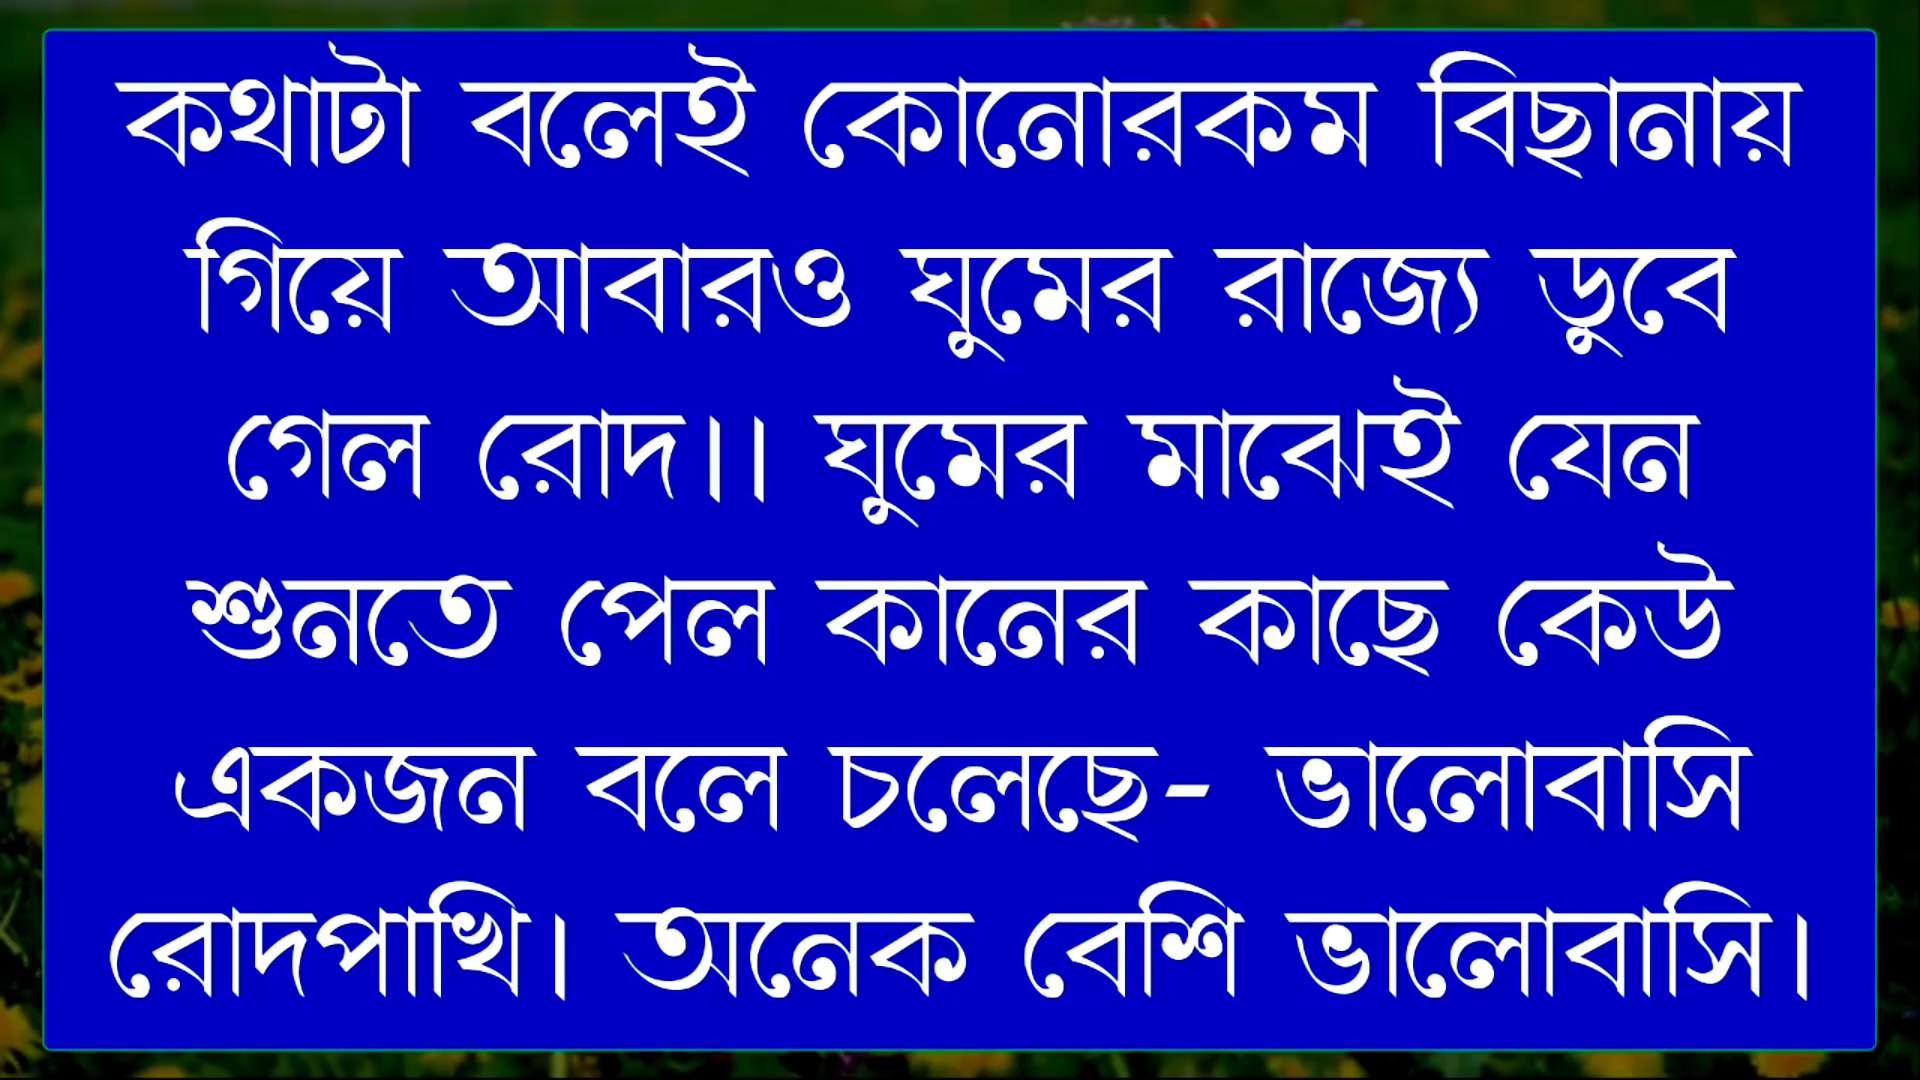 কথাটা বলেই কোনোরকম বিছানায়
গিয়ে আবারও ঘুমের রাজ্যে ডুবে
গেল রোদ।। ঘুমের মাঝেই যেন
শুনতে পেল কানের কাছে কেউ
একজন বলে চলেছে- ভালোবাসি
রোদপাখি। অনেক বেশি ভালোবাসি।